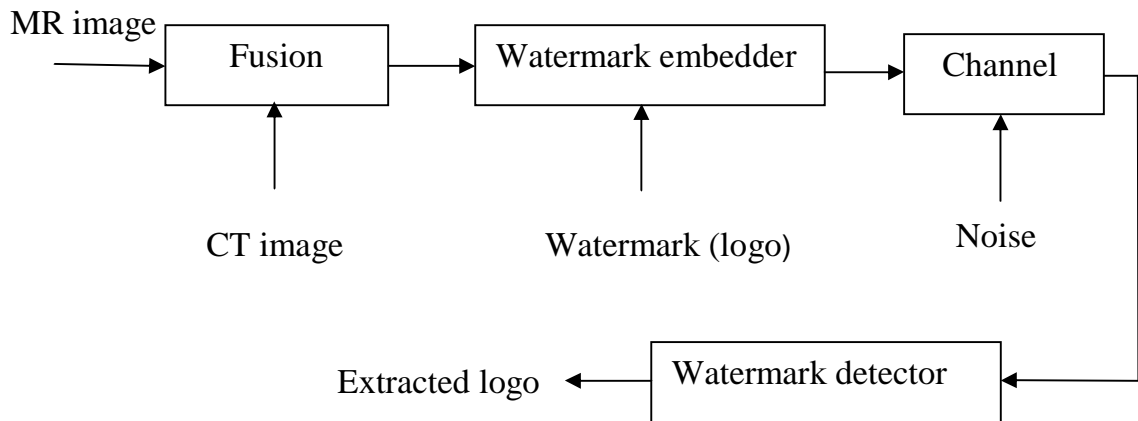 MR image
Fusion
Watermark embedder
Channel
CT image
Watermark (logo)
Noise
Extracted logo
Watermark detector